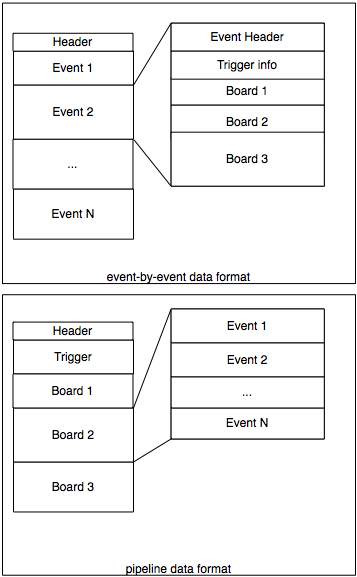 Header
Event 1
Event 2
...
Event N
Event Header
Trigger info
Board 1
Board 2
Board 3
event-by-event data format
Header
Trigger
Board 1
Board 2
Board 3
Event 1
Event 2
...
Event N
pipeline data format